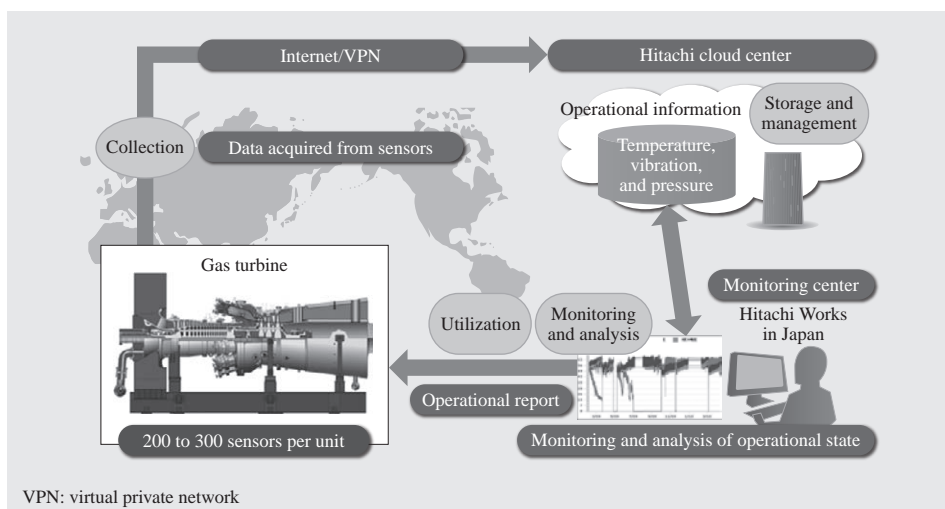 Internet/VPN
Hitachi cloud center
Operational information
Storage and
management
Collection
Data acquired from sensors
Temperature,
vibration,
and pressure
Gas turbine
Monitoring center
Hitachi Works
in Japan
Utilization
Monitoring
and analysis
Operational report
200 to 300 sensors per unit
Monitoring and analysis of operational state
VPN: virtual private network